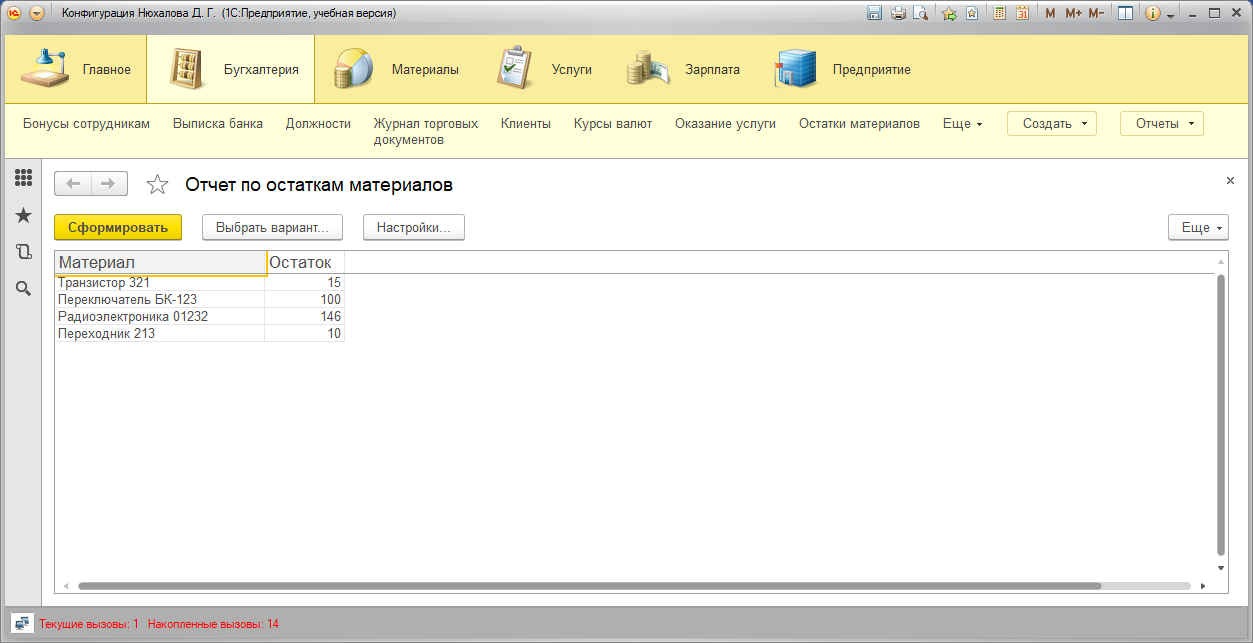 Конфигурация Нюхалова Д. Г. (1С:Предприятие, учебная версия)
M M+ M-
Главное Бугхалтерия Материалы Услуги Зарплата Предприятие
Бонусы сотрудникам Выписка банка Должности Журнал торговых документов Клиенты Курсы валют Оказание услуги Остатки материалов Еще Создать Отчеты
Отчет по остаткам материалов
Сформировать Выбрать вариант... Настройки... Еще
Материал Остаток
Транзистор 321 15
Переключатель БК-123 100
Радиоэлектроника 01232 146
Переходник 213 10
Текущие вызовы: 1 Накопленные вызовы: 14